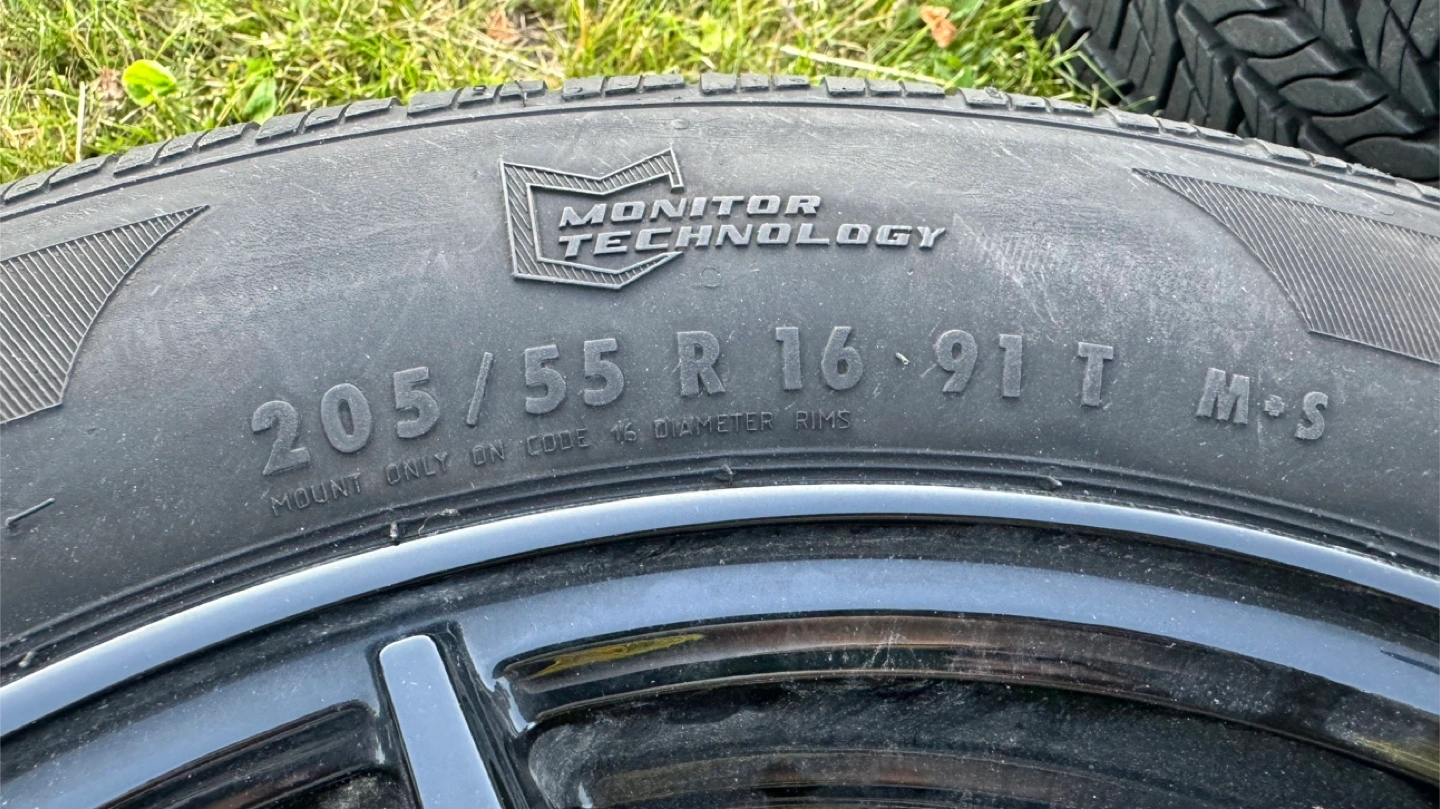 MONITOR
TECHNOLOGY
205/55 R 16 · 91 T M+S
MOUNT ONLY ON CODE 16 DIAMETER RIMS